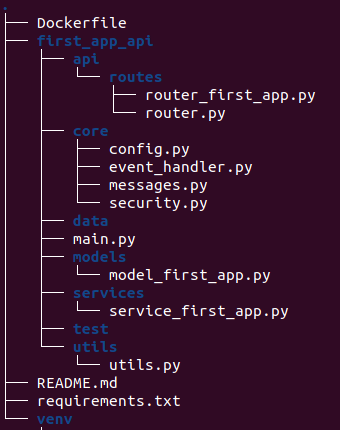 .
├── Dockerfile
├── first_app_api
│   ├── api
│   │   └── routes
│   │       ├── router_first_app.py
│   │       └── router.py
│   ├── core
│   │   ├── config.py
│   │   ├── event_handler.py
│   │   ├── messages.py
│   │   └── security.py
│   ├── data
│   ├── main.py
│   ├── models
│   │   └── model_first_app.py
│   ├── services
│   │   └── service_first_app.py
│   ├── test
│   └── utils
│       └── utils.py
├── README.md
├── requirements.txt
└── venv